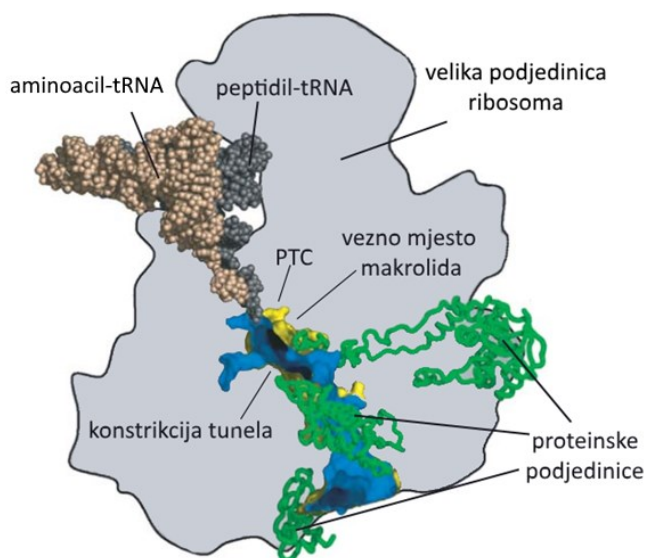 aminoacil-tRNA
peptidil-tRNA
velika podjedinica
ribosoma
PTC
vezno mjesto
makrolida
konstrikcija tunela
proteinske
podjedinice